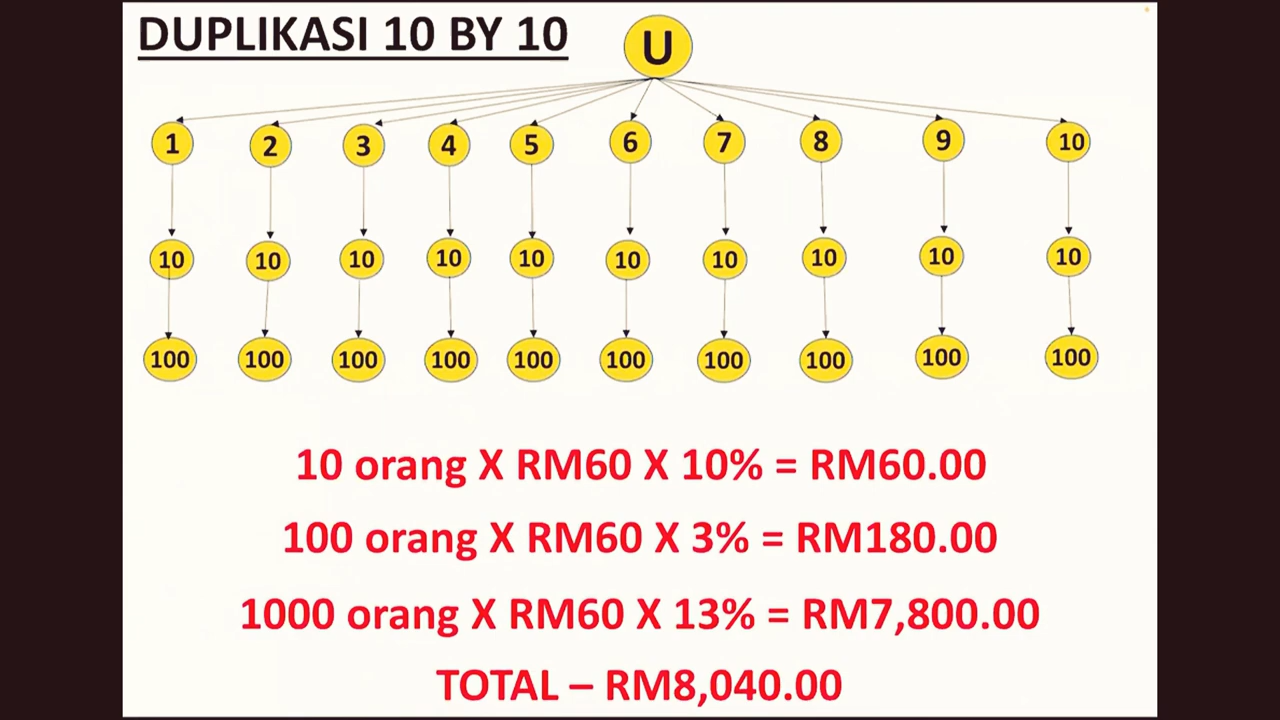 DUPLIKASI 10 BY 10
U
1 2 3 4 5 6 7 8 9 10
10 10 10 10 10 10 10 10 10 10
100 100 100 100 100 100 100 100 100 100
10 orang X RM60 X 10% = RM60.00
100 orang X RM60 X 3% = RM180.00
1000 orang X RM60 X 13% = RM7,800.00
TOTAL – RM8,040.00